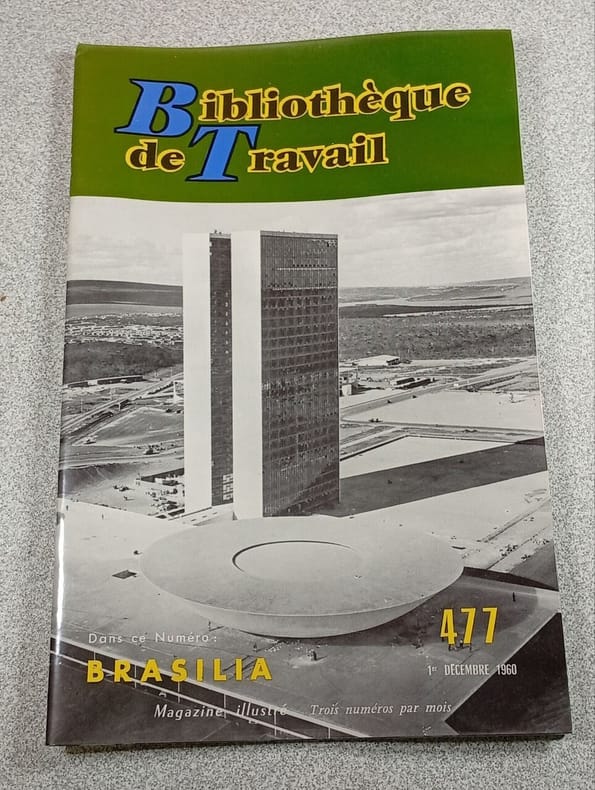 Bibliothèque
de Travail
Dans ce Numéro:
BRASILIA
477
1er DÉCEMBRE 1960
Magazine illustré Trois numéros par mois